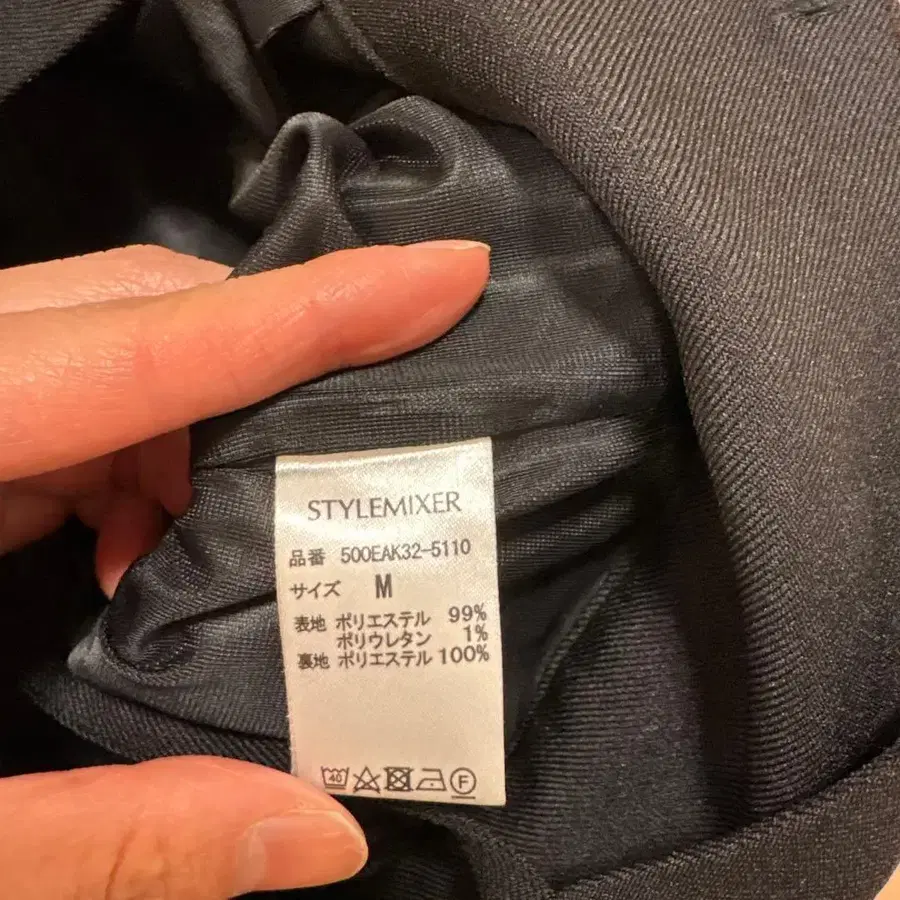 STYLEMIXER
品番 500EAK32-5110
サイズ M
表地 ポリエステル 99%
ポリウレタン 1%
裏地 ポリエステル 100%
40 F